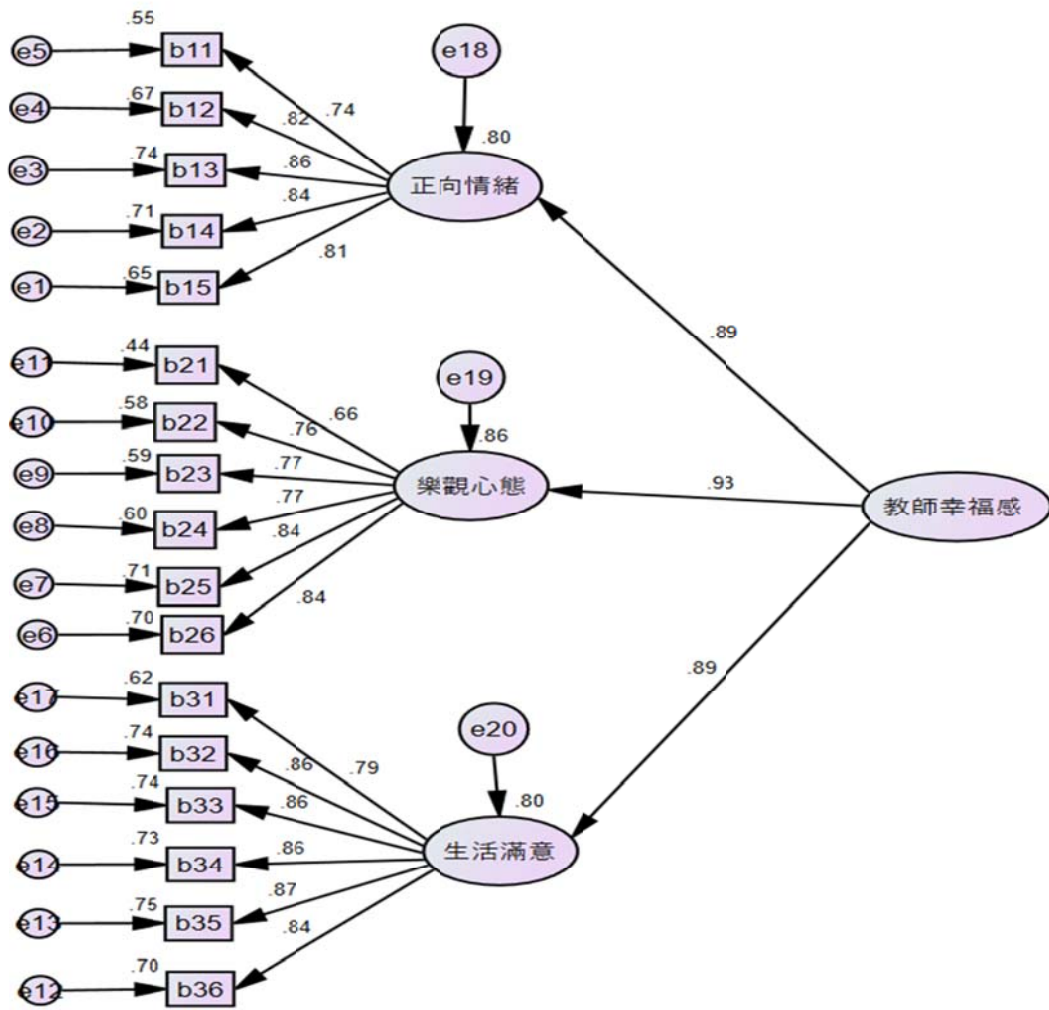 .55
e5
b11
e18
.67
e4
b12
.74
.82
.80
.74
e3
b13
.86
正向情緒
.71
e2
b14
.84
.81
.65
e1
b15
.89
.44
e11
b21
e19
.58
e10
b22
.66
.76
.86
.59
e9
b23
.77
樂觀心態
.93
教師幸福感
.60
e8
b24
.77
.84
.71
e7
b25
.84
.70
e6
b26
.89
.62
e17
b31
e20
.74
e16
b32
.79
.86
.80
.74
e15
b33
.86
生活滿意
.73
e14
b34
.86
.87
.75
e13
b35
.84
.70
e12
b36